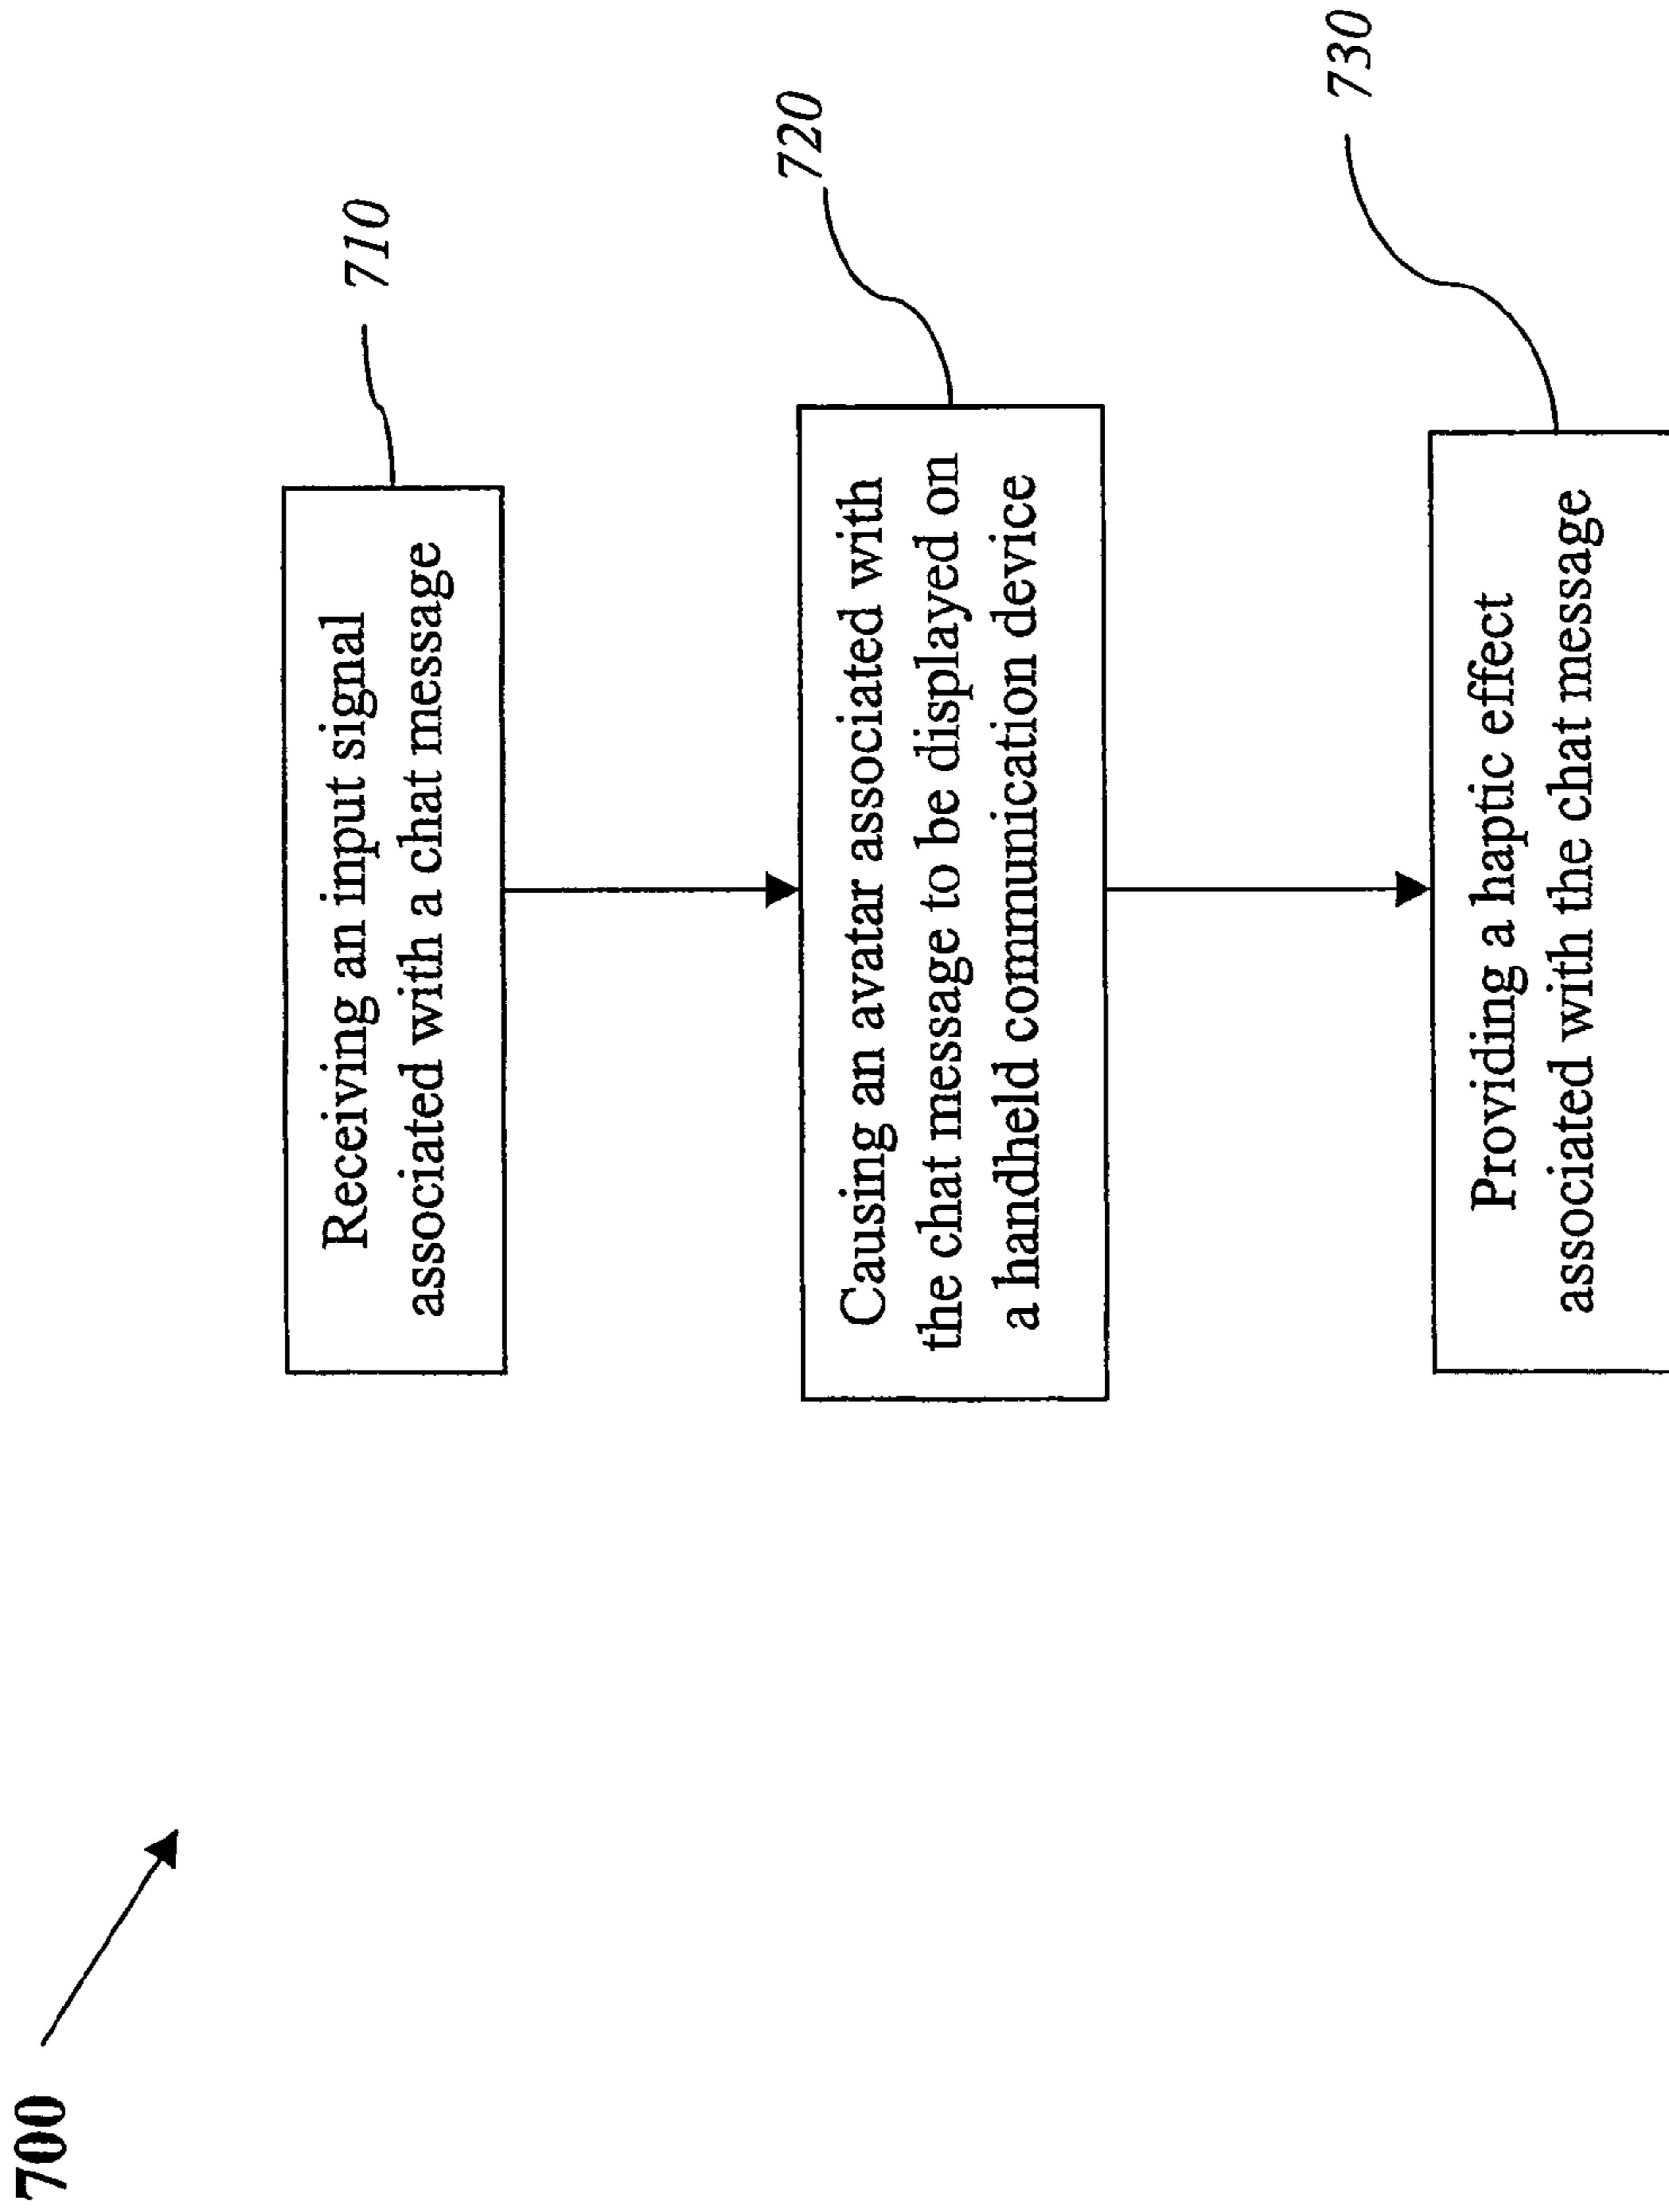 700
Receiving an input signal
associated with a chat message
710
Causing an avatar associated with
the chat message to be displayed on
a handheld communication device
720
Providing a haptic effect
associated with the chat message
730